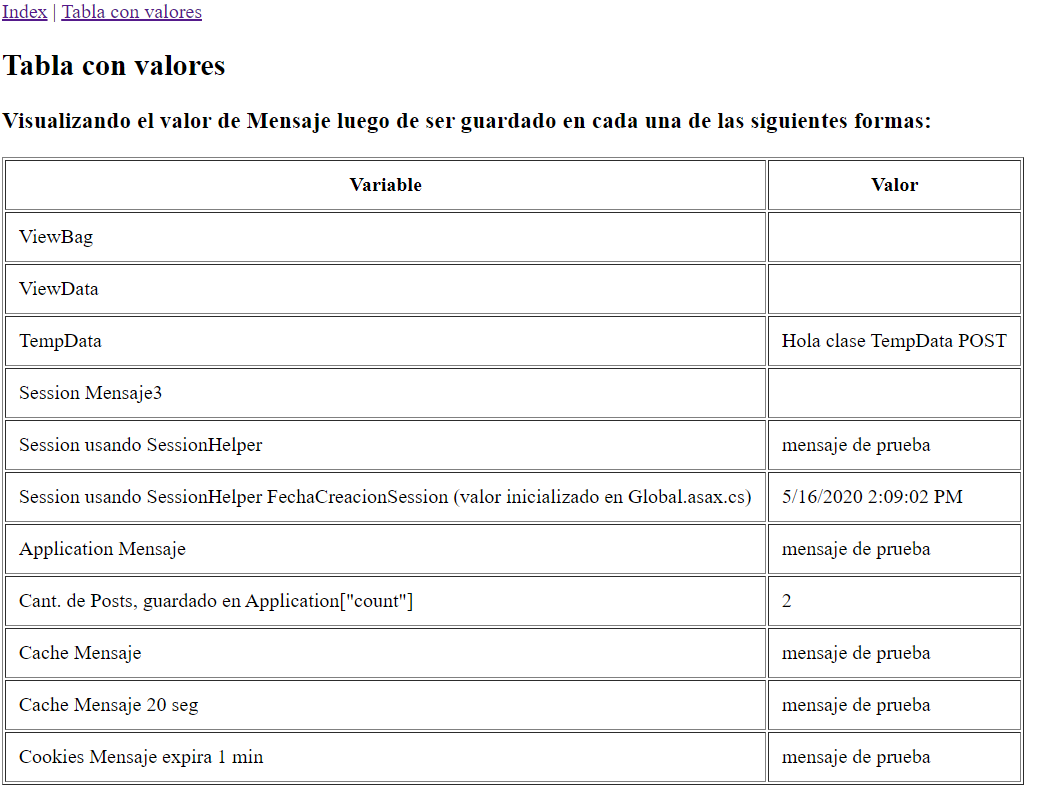 Index | Tabla con valores
Tabla con valores
Visualizando el valor de Mensaje luego de ser guardado en cada una de las siguientes formas:
Variable Valor
ViewBag
ViewData
TempData Hola clase TempData POST
Session Mensaje3
Session usando SessionHelper mensaje de prueba
Session usando SessionHelper FechaCreacionSession (valor inicializado en Global.asax.cs) 5/16/2020 2:09:02 PM
Application Mensaje mensaje de prueba
Cant. de Posts, guardado en Application["count"] 2
Cache Mensaje mensaje de prueba
Cache Mensaje 20 seg mensaje de prueba
Cookies Mensaje expira 1 min mensaje de prueba